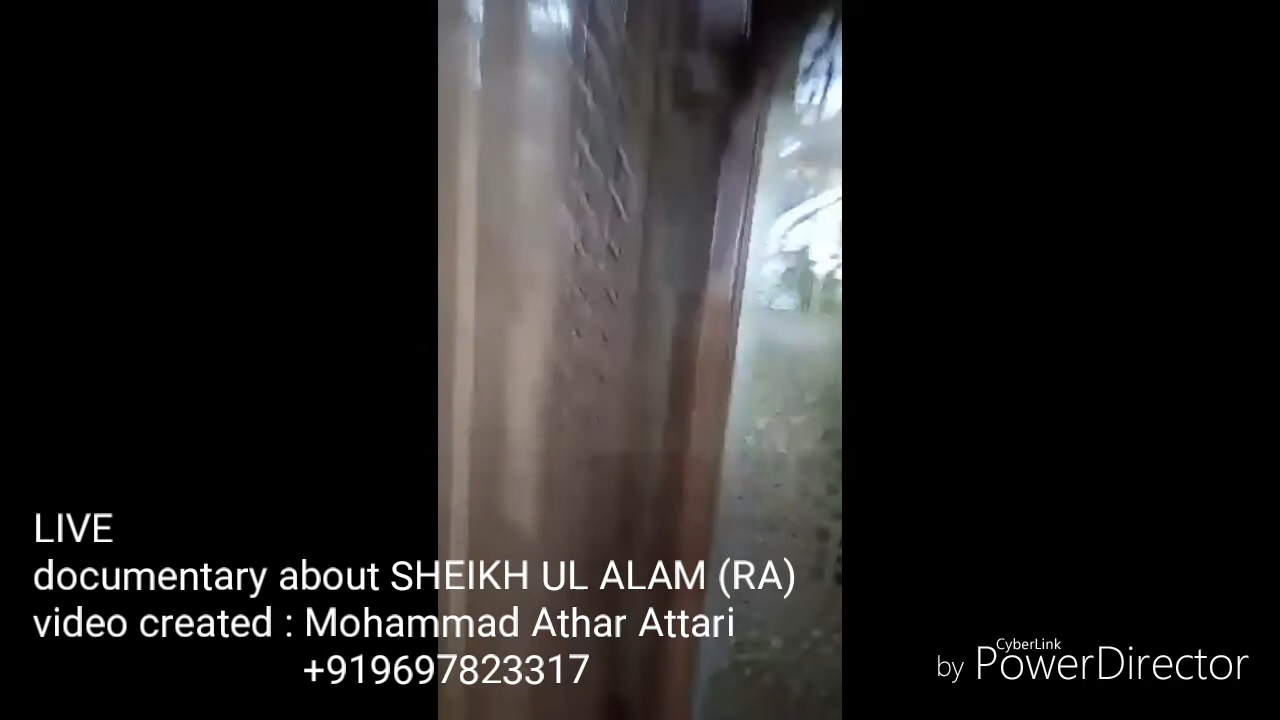 LIVE
documentary about SHEIKH UL ALAM (RA)
video created : Mohammad Athar Attari
+919697823317
CyberLink
by PowerDirector